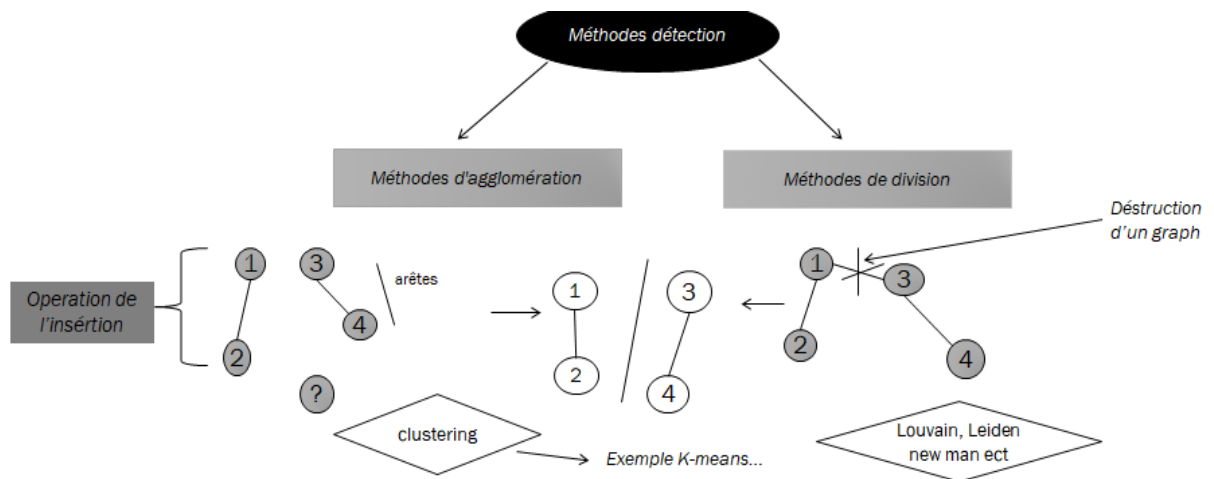 Méthodes détection
Méthodes d'agglomération
Méthodes de division
Déstruction
d'un graph
Operation de
l'insértion
1
3
arêtes
4
2
?
1
3
2
4
1
3
2
4
clustering
Exemple K-means...
Louvain, Leiden
new man ect